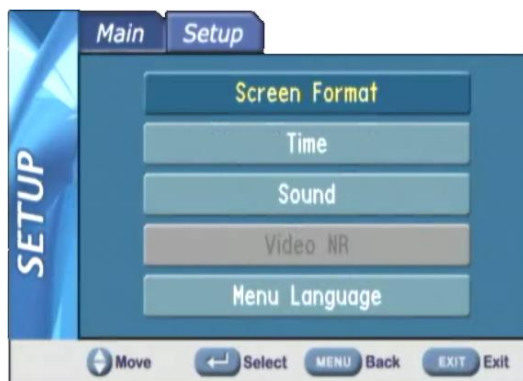 Main Setup
SETUP
Screen Format
Time
Sound
Video NR
Menu Language
Move Select MENU Back EXIT Exit